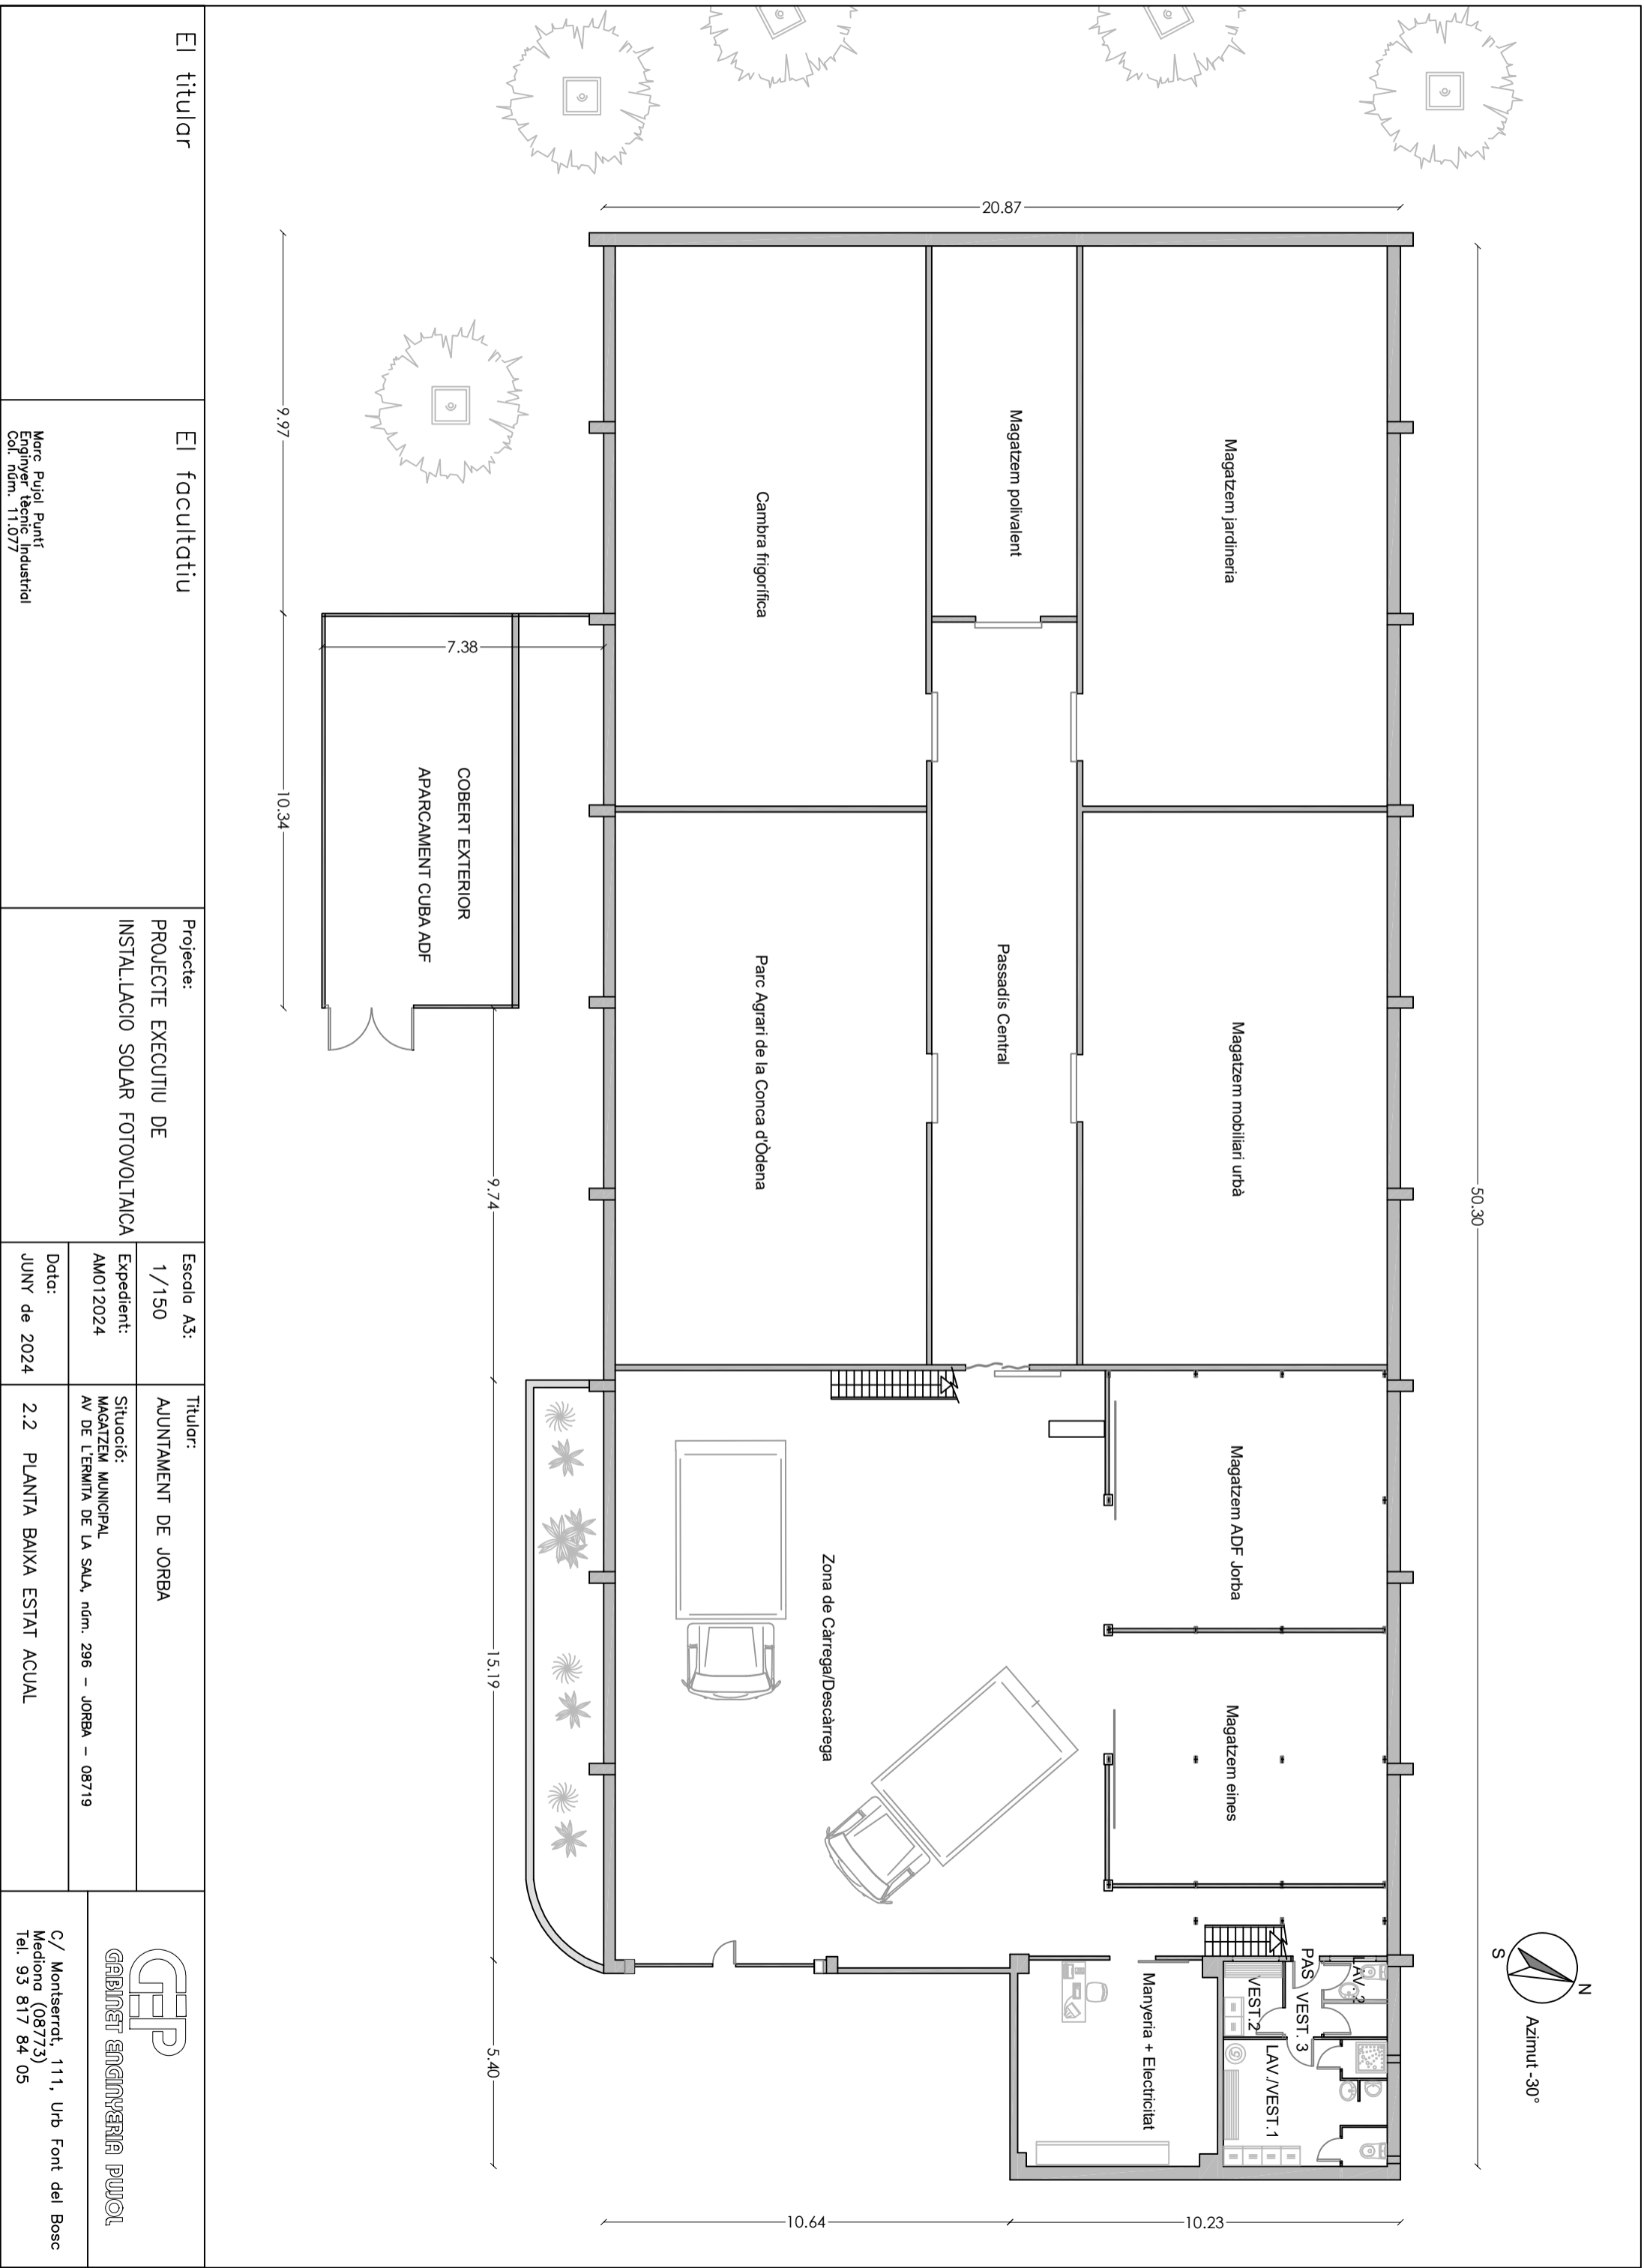 N
S
Azimut -30°
50.30
20.87
Magatzem jardineria
Magatzem mobiliari urbà
Magatzem ADF Jorba
Magatzem eines
LAV.2
PAS VEST. 3
VEST.2
LAV./VEST.1
Manyeria + Electricitat
10.23
10.64
Magatzem polivalent
Passadís Central
Zona de Càrrega/Descàrrega
Cambra frigorífica
Parc Agrari de la Conca d'Òdena
7.38
COBERT EXTERIOR
APARCAMENT CUBA ADF
9.74
15.19
5.40
9.97
10.34
El titular
El facultatiu
Marc Pujol Puntí
Enginyer tècnic Industrial
Col. núm. 11.077
Projecte:
PROJECTE EXECUTIU DE
INSTAL.LACIO SOLAR FOTOVOLTAICA
Escala A3:
1/150
Expedient:
AM012024
Data:
JUNY de 2024
Titular:
AJUNTAMENT DE JORBA
Situació:
MAGATZEM MUNICIPAL
AV DE L'ERMITA DE LA SALA, núm. 296 - JORBA - 08719
2.2 PLANTA BAIXA ESTAT ACUAL
GEP
GABINET ENGINYERIA PUJOL
C/ Montserrat, 111, Urb Font del Bosc
Mediona (08773)
Tel. 93 817 84 05